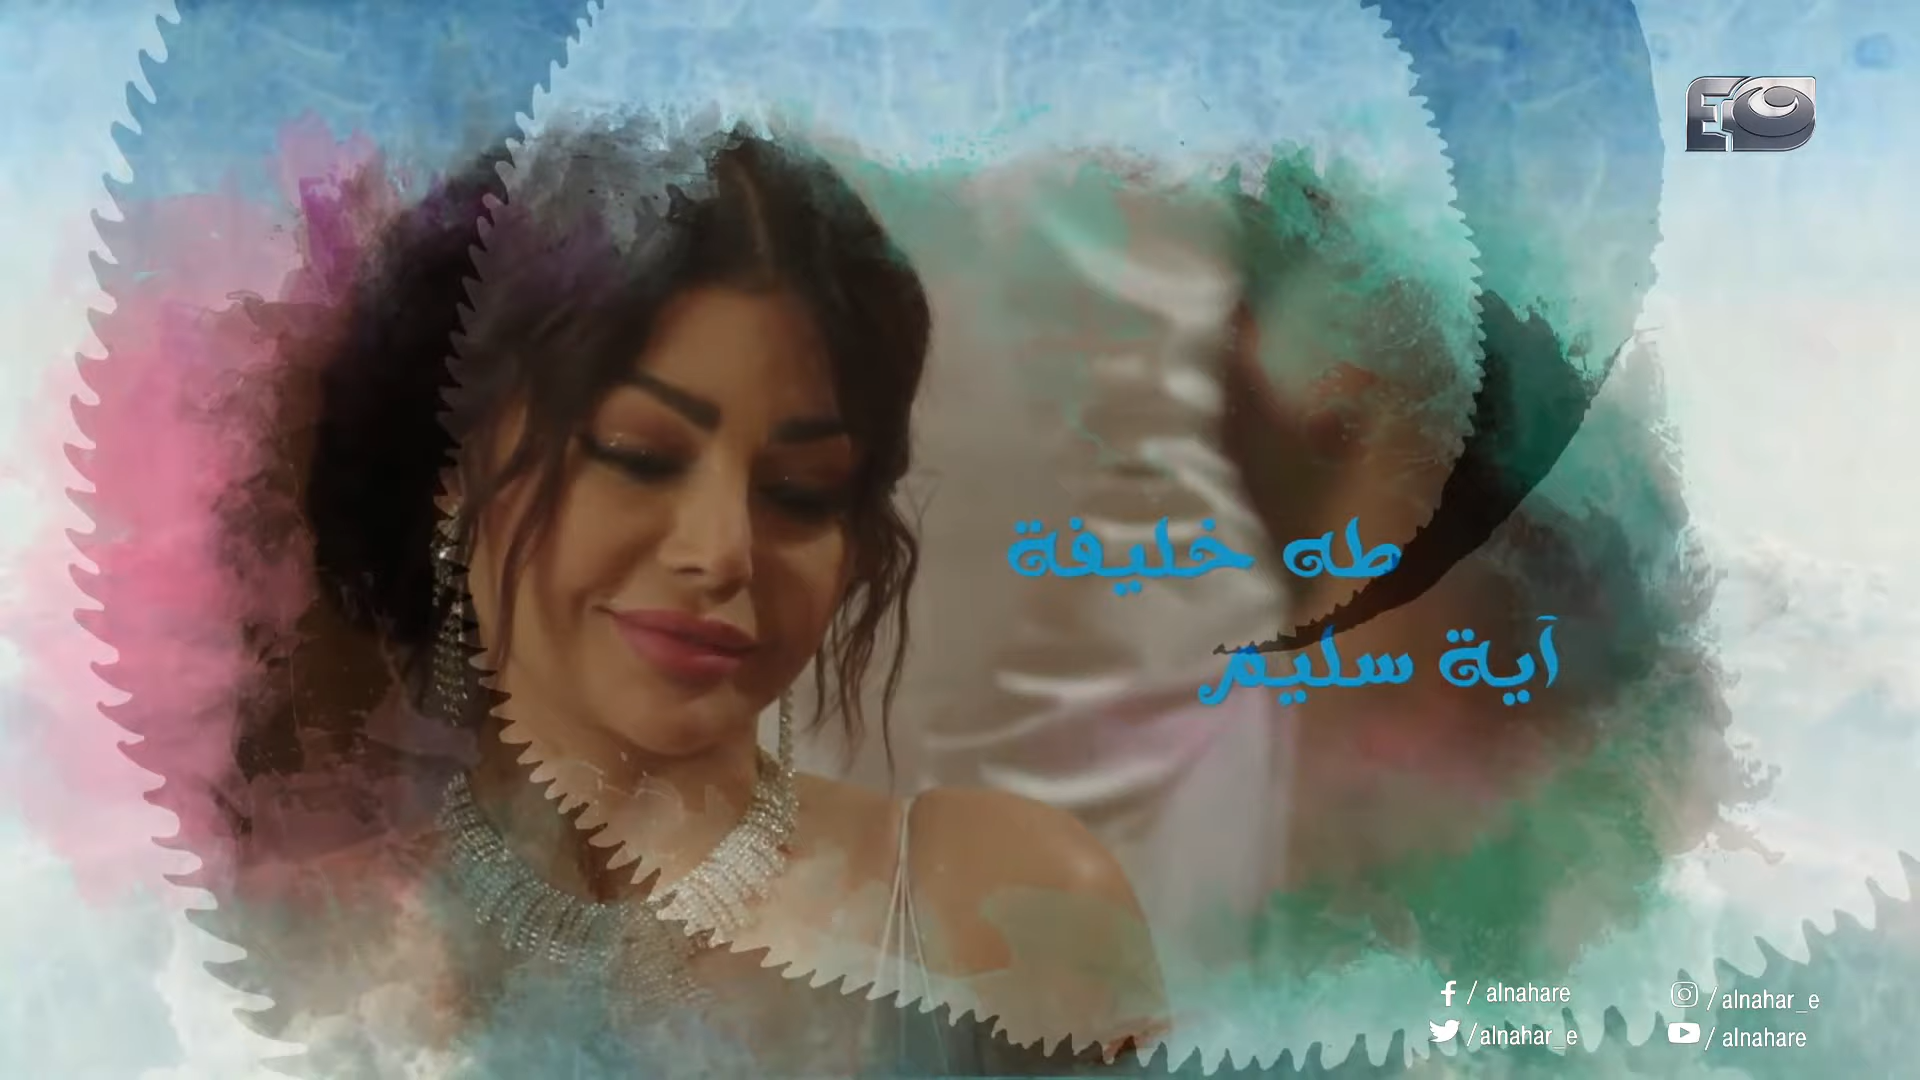 طه خليفة
آية سليم
/ alnahare
/ alnahar_e
/ alnahar_e
/ alnahare